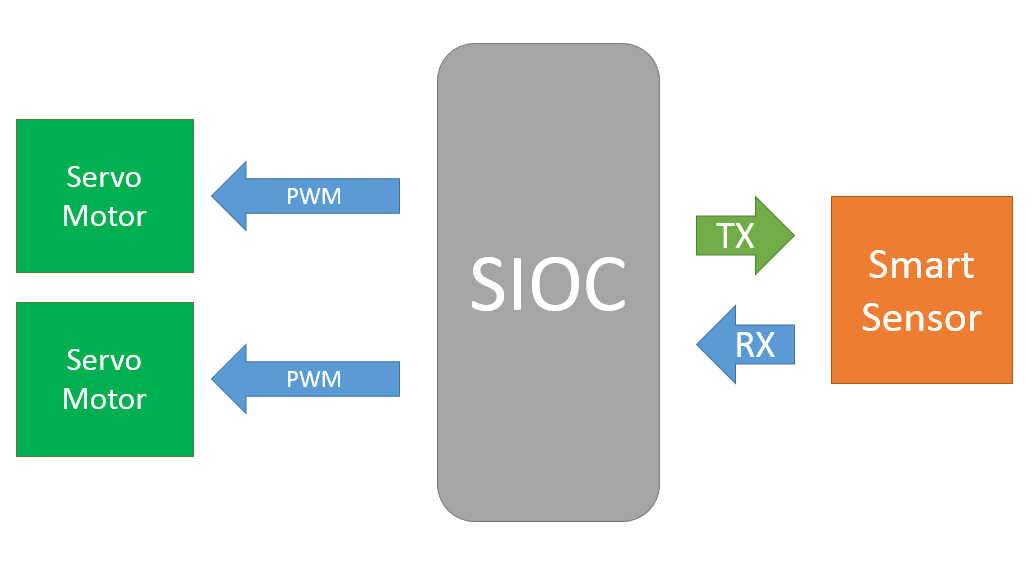 Servo
Motor
PWM
Servo
Motor
PWM
SIOC
TX
RX
Smart
Sensor